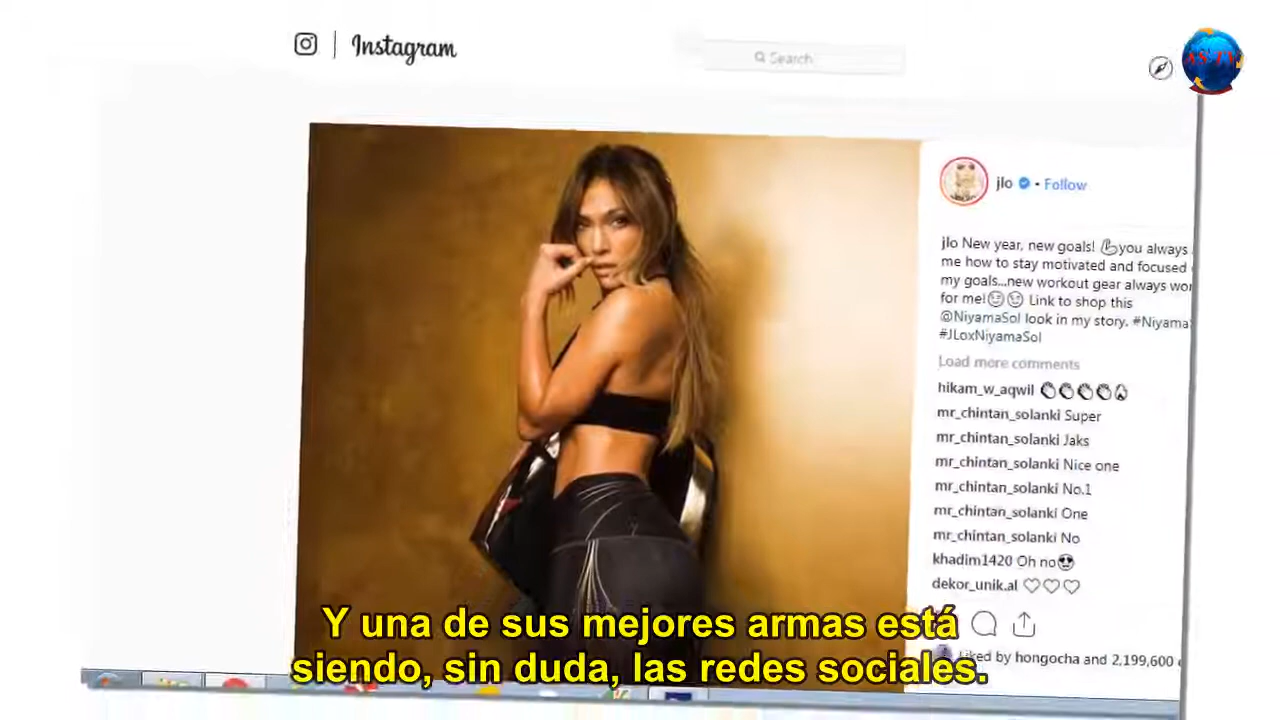 Instagram
Search
AS TV
jlo • Follow
jlo New year, new goals! 💪you always
me how to stay motivated and focused
my goals...new workout gear always
for me!😉😉 Link to shop this
@NiyamaSol look in my story. #Niyama
#JLoxNiyamaSol
Load more comments
hikam_w_aqwil 👏👏👏👏🔥
mr_chintan_solanki Super
mr_chintan_solanki Jaks
mr_chintan_solanki Nice one
mr_chintan_solanki No.1
mr_chintan_solanki One
mr_chintan_solanki No
khadim1420 Oh no😍
dekor_unik.al ♡♡♡
Liked by hongocha and 2,199,600
Y una de sus mejores armas está
siendo, sin duda, las redes sociales.